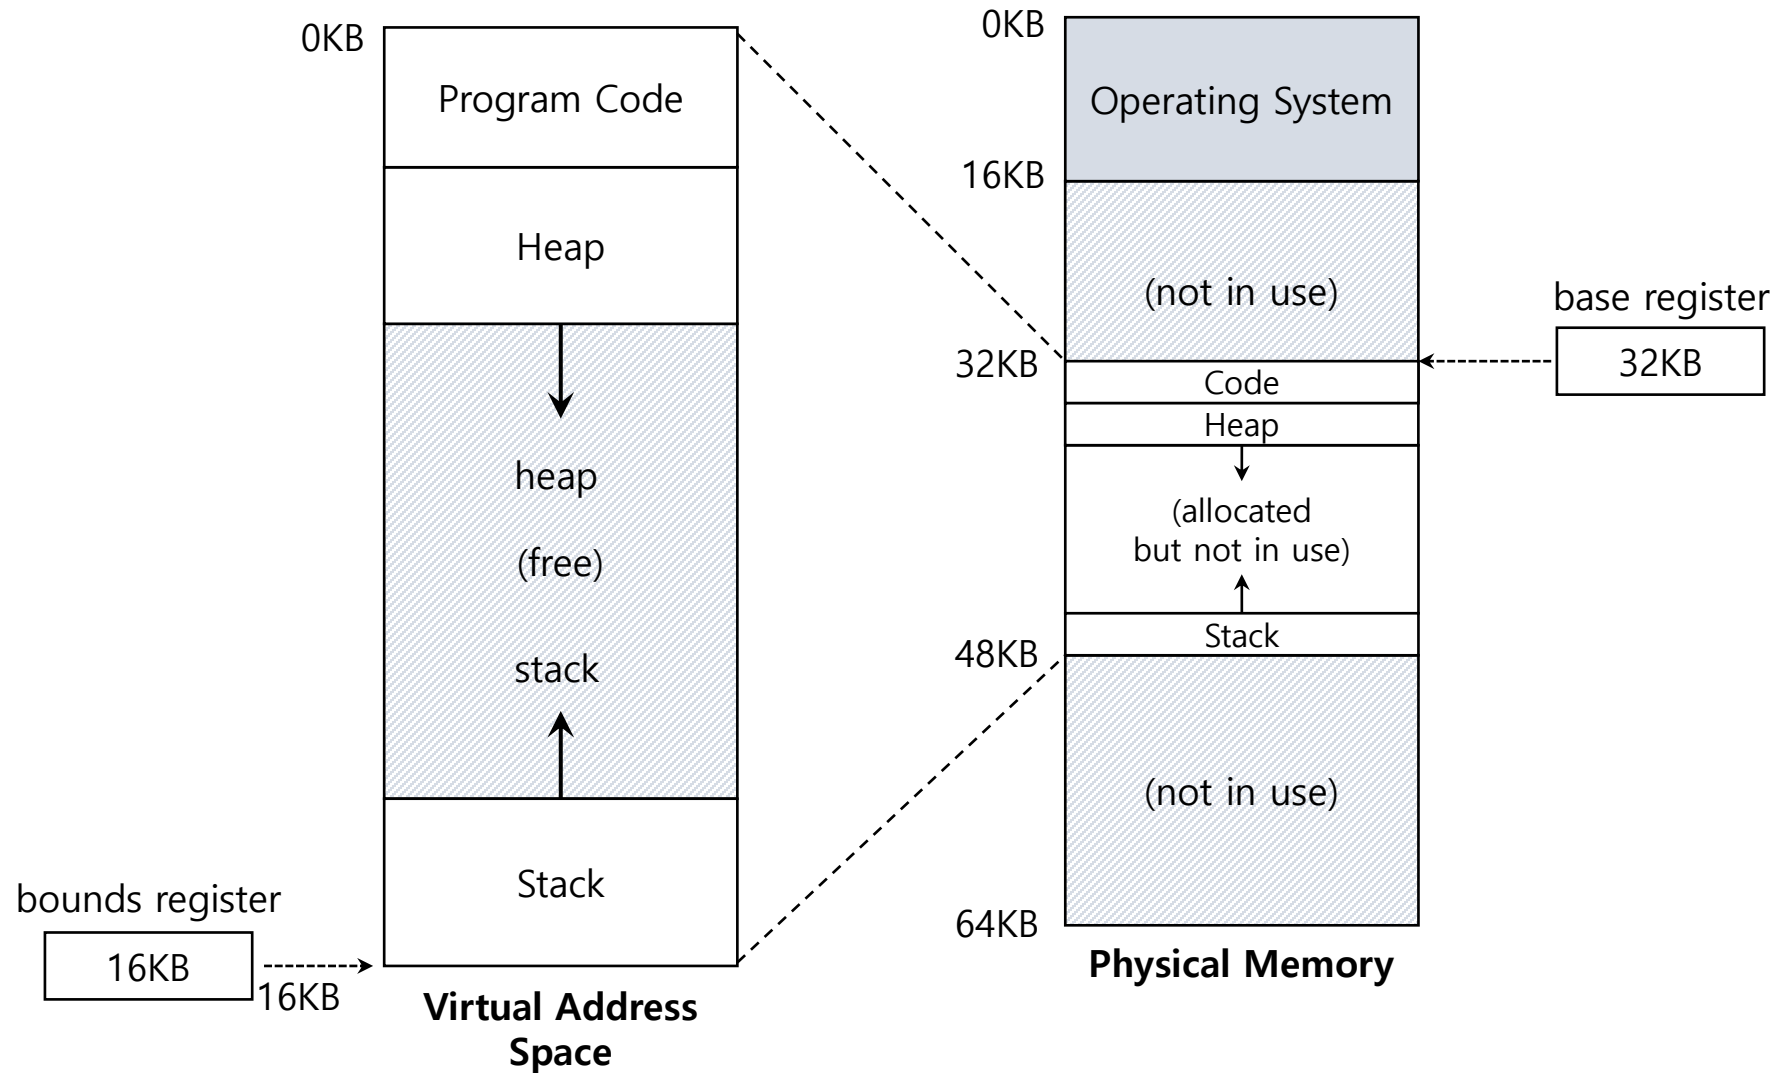 0KB
Program Code
Heap
heap
(free)
stack
Stack
bounds register
16KB
16KB
Virtual Address
Space
0KB
Operating System
16KB
(not in use)
32KB
Code
Heap
(allocated
but not in use)
Stack
48KB
(not in use)
64KB
Physical Memory
base register
32KB